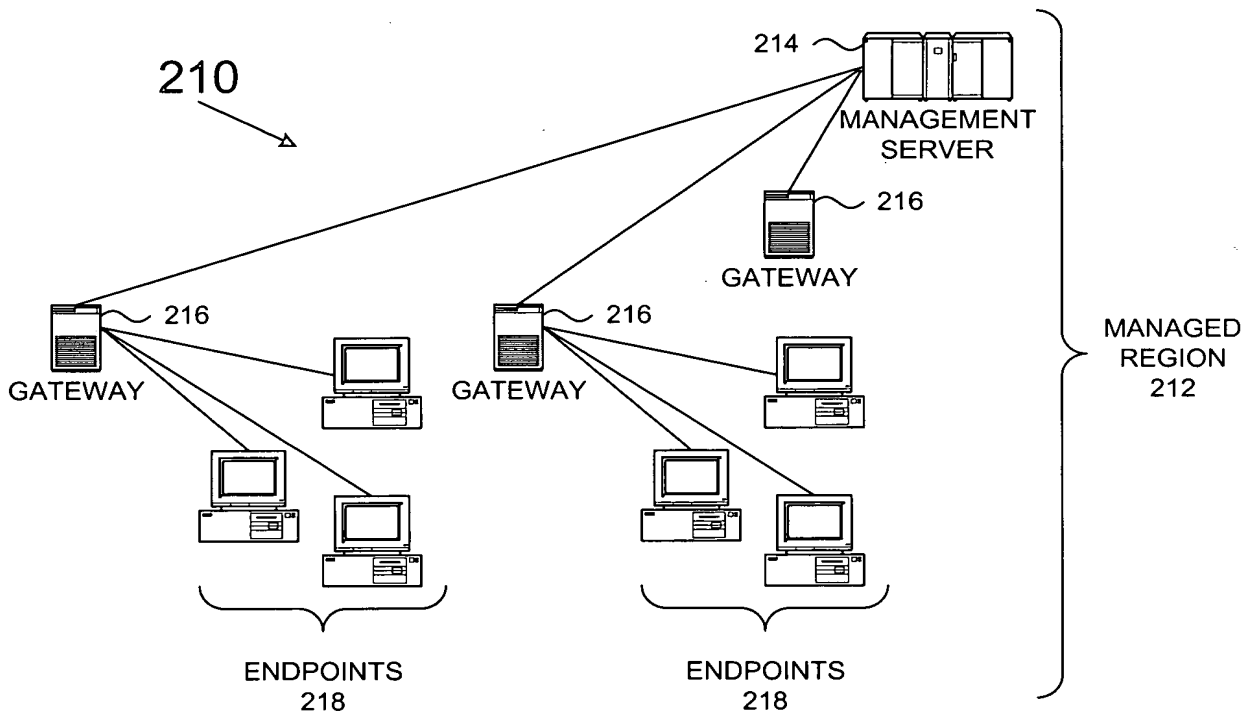 214
210
MANAGEMENT
SERVER
216
GATEWAY
216
GATEWAY
216
GATEWAY
MANAGED
REGION
212
ENDPOINTS
218
ENDPOINTS
218